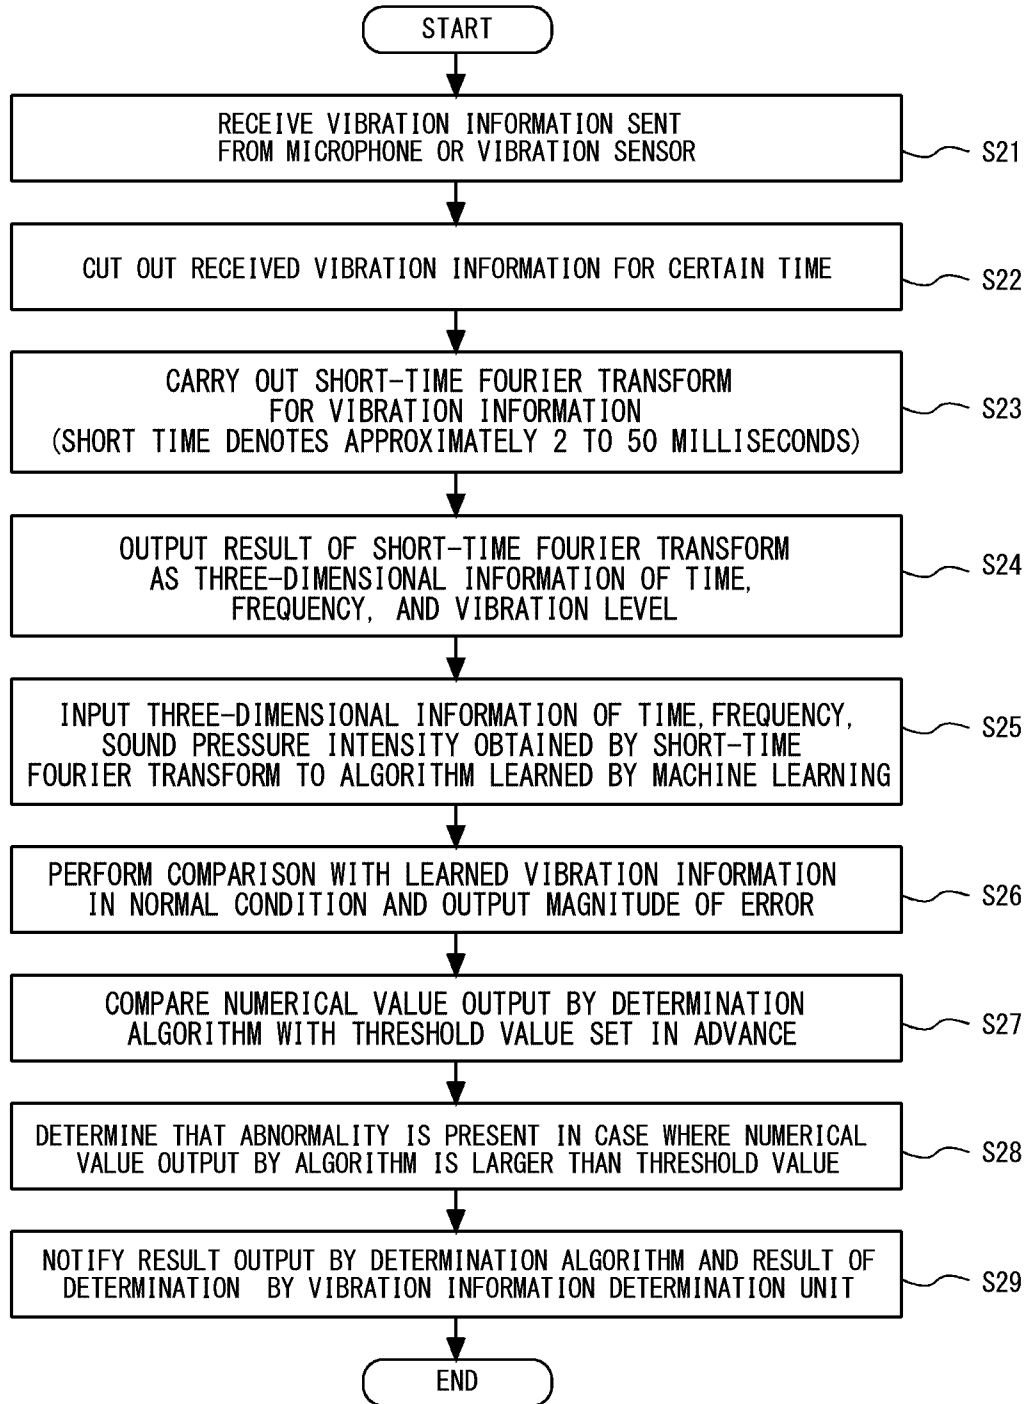 START
RECEIVE VIBRATION INFORMATION SENT
FROM MICROPHONE OR VIBRATION SENSOR
S21
CUT OUT RECEIVED VIBRATION INFORMATION FOR CERTAIN TIME
S22
CARRY OUT SHORT-TIME FOURIER TRANSFORM
FOR VIBRATION INFORMATION
(SHORT TIME DENOTES APPROXIMATELY 2 TO 50 MILLISECONDS)
S23
OUTPUT RESULT OF SHORT-TIME FOURIER TRANSFORM
AS THREE-DIMENSIONAL INFORMATION OF TIME,
FREQUENCY, AND VIBRATION LEVEL
S24
INPUT THREE-DIMENSIONAL INFORMATION OF TIME, FREQUENCY,
SOUND PRESSURE INTENSITY OBTAINED BY SHORT-TIME
FOURIER TRANSFORM TO ALGORITHM LEARNED BY MACHINE LEARNING
S25
PERFORM COMPARISON WITH LEARNED VIBRATION INFORMATION
IN NORMAL CONDITION AND OUTPUT MAGNITUDE OF ERROR
S26
COMPARE NUMERICAL VALUE OUTPUT BY DETERMINATION
ALGORITHM WITH THRESHOLD VALUE SET IN ADVANCE
S27
DETERMINE THAT ABNORMALITY IS PRESENT IN CASE WHERE NUMERICAL
VALUE OUTPUT BY ALGORITHM IS LARGER THAN THRESHOLD VALUE
S28
NOTIFY RESULT OUTPUT BY DETERMINATION ALGORITHM AND RESULT OF
DETERMINATION BY VIBRATION INFORMATION DETERMINATION UNIT
S29
END